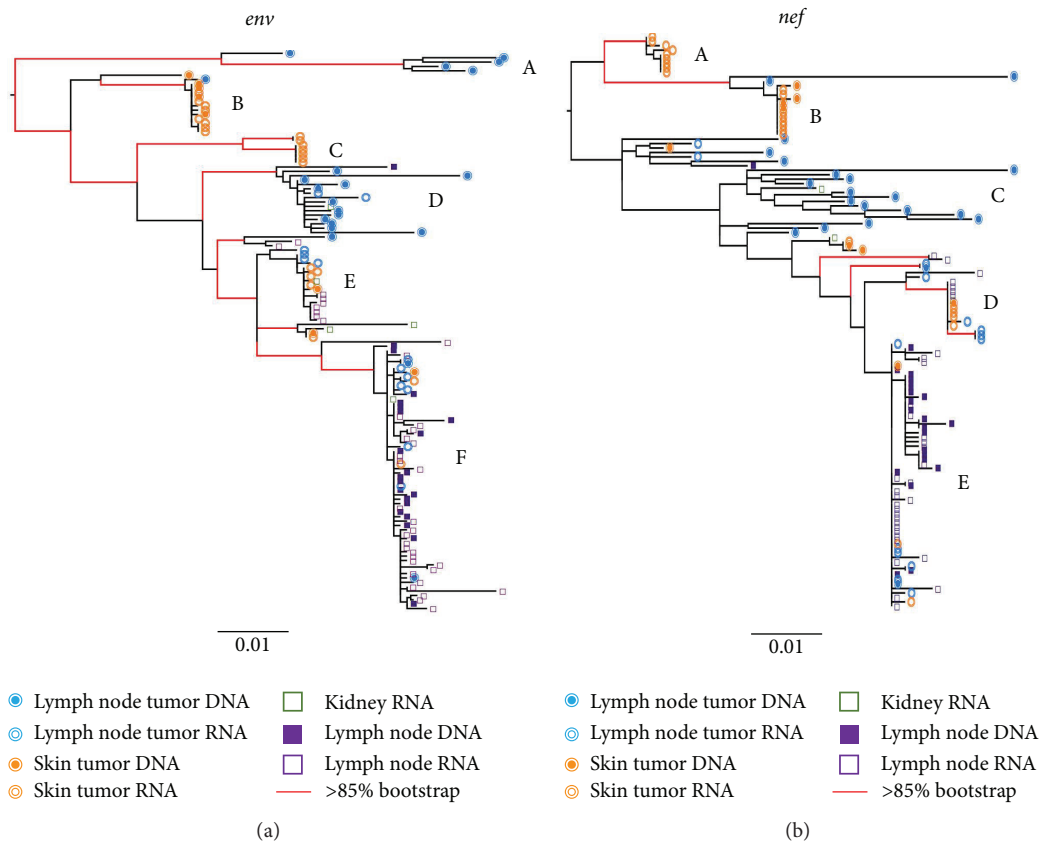 env
A
B
C
D
E
F
0.01
Lymph node tumor DNA
Lymph node tumor RNA
Skin tumor DNA
Skin tumor RNA
Kidney RNA
Lymph node DNA
Lymph node RNA
>85% bootstrap
(a)
nef
A
B
C
D
E
0.01
Lymph node tumor DNA
Lymph node tumor RNA
Skin tumor DNA
Skin tumor RNA
Kidney RNA
Lymph node DNA
Lymph node RNA
>85% bootstrap
(b)